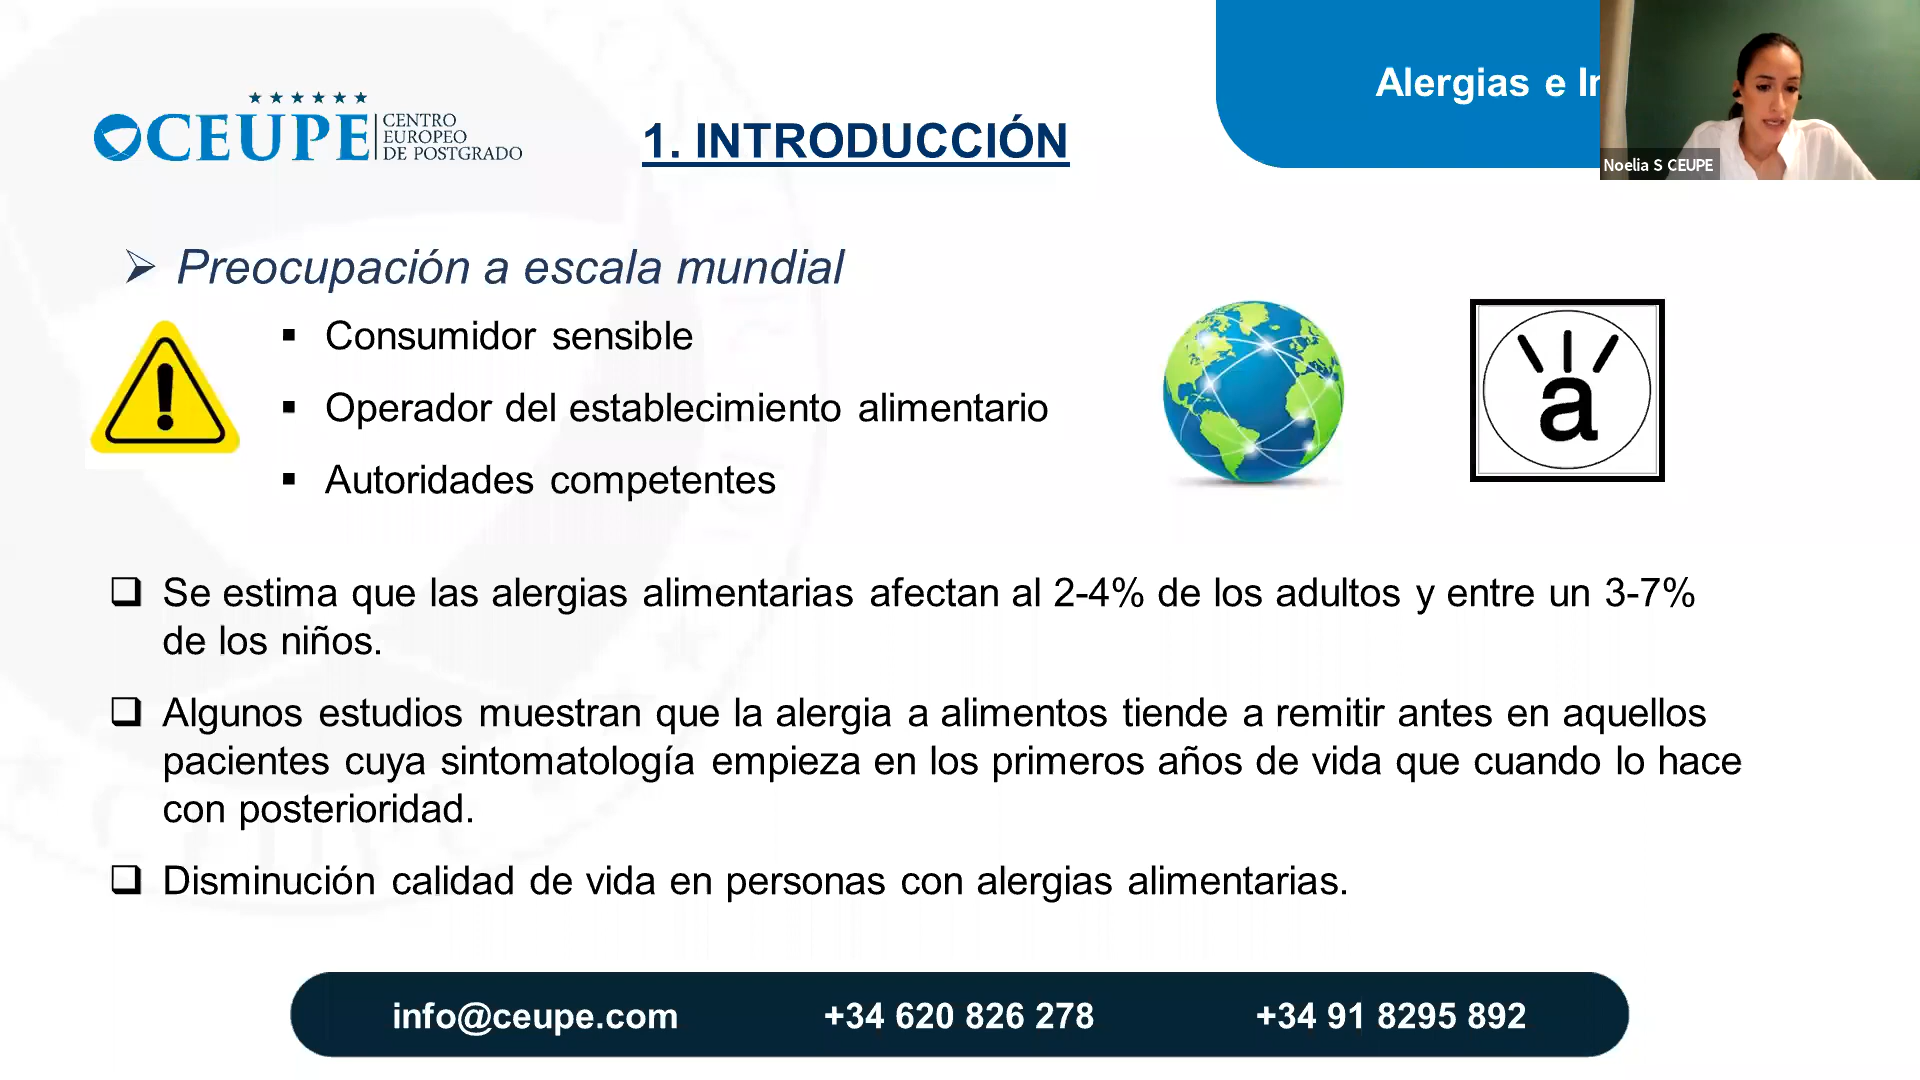 CEUPE
CENTRO
EUROPEO
DE POSTGRADO
1. INTRODUCCIÓN
Alergias e In
Noelia S CEUPE
➢ Preocupación a escala mundial
▪ Consumidor sensible
▪ Operador del establecimiento alimentario
▪ Autoridades competentes
a
❑ Se estima que las alergias alimentarias afectan al 2-4% de los adultos y entre un 3-7%
de los niños.
❑ Algunos estudios muestran que la alergia a alimentos tiende a remitir antes en aquellos
pacientes cuya sintomatología empieza en los primeros años de vida que cuando lo hace
con posterioridad.
❑ Disminución calidad de vida en personas con alergias alimentarias.
info@ceupe.com
+34 620 826 278
+34 91 8295 892